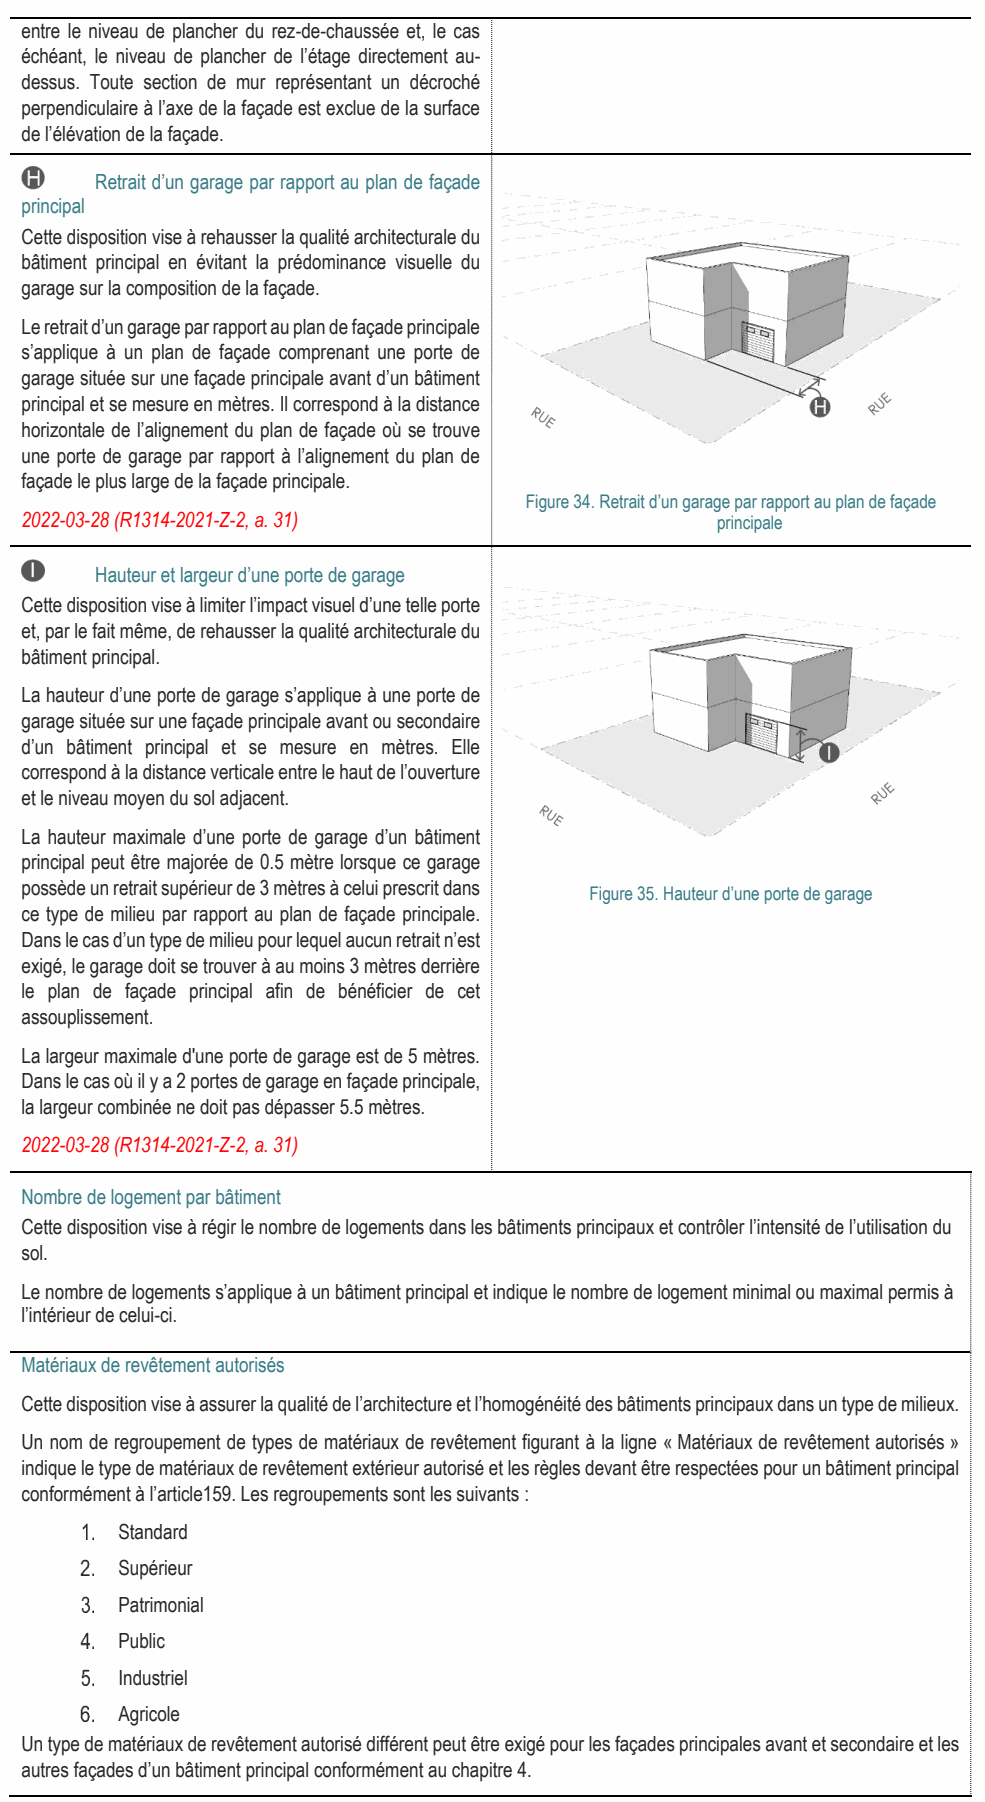 entre le niveau de plancher du rez-de-chaussée et, le cas
échéant, le niveau de plancher de l’étage directement au-
dessus. Toute section de mur représentant un décroché
perpendiculaire à l’axe de la façade est exclue de la surface
de l’élévation de la façade.
H Retrait d’un garage par rapport au plan de façade
principal
Cette disposition vise à rehausser la qualité architecturale du
bâtiment principal en évitant la prédominance visuelle du
garage sur la composition de la façade.
Le retrait d’un garage par rapport au plan de façade principale
s’applique à un plan de façade comprenant une porte de
garage située sur une façade principale avant d’un bâtiment
principal et se mesure en mètres. Il correspond à la distance
horizontale de l’alignement du plan de façade où se trouve
une porte de garage par rapport à l’alignement du plan de
façade le plus large de la façade principale.
2022-03-28 (R1314-2021-Z-2, a. 31)
RUE
H
RUE
Figure 34. Retrait d’un garage par rapport au plan de façade
principale
I Hauteur et largeur d’une porte de garage
Cette disposition vise à limiter l’impact visuel d’une telle porte
et, par le fait même, de rehausser la qualité architecturale du
bâtiment principal.
La hauteur d’une porte de garage s’applique à une porte de
garage située sur une façade principale avant ou secondaire
d’un bâtiment principal et se mesure en mètres. Elle
correspond à la distance verticale entre le haut de l’ouverture
et le niveau moyen du sol adjacent.
La hauteur maximale d’une porte de garage d’un bâtiment
principal peut être majorée de 0.5 mètre lorsque ce garage
possède un retrait supérieur de 3 mètres à celui prescrit dans
ce type de milieu par rapport au plan de façade principale.
Dans le cas d’un type de milieu pour lequel aucun retrait n’est
exigé, le garage doit se trouver à au moins 3 mètres derrière
le plan de façade principal afin de bénéficier de cet
assouplissement.
La largeur maximale d'une porte de garage est de 5 mètres.
Dans le cas où il y a 2 portes de garage en façade principale,
la largeur combinée ne doit pas dépasser 5.5 mètres.
2022-03-28 (R1314-2021-Z-2, a. 31)
I
RUE
RUE
Figure 35. Hauteur d’une porte de garage
Nombre de logement par bâtiment
Cette disposition vise à régir le nombre de logements dans les bâtiments principaux et contrôler l’intensité de l’utilisation du
sol.
Le nombre de logements s’applique à un bâtiment principal et indique le nombre de logement minimal ou maximal permis à
l’intérieur de celui-ci.
Matériaux de revêtement autorisés
Cette disposition vise à assurer la qualité de l’architecture et l’homogénéité des bâtiments principaux dans un type de milieux.
Un nom de regroupement de types de matériaux de revêtement figurant à la ligne « Matériaux de revêtement autorisés »
indique le type de matériaux de revêtement extérieur autorisé et les règles devant être respectées pour un bâtiment principal
conformément à l’article159. Les regroupements sont les suivants :
1. Standard
2. Supérieur
3. Patrimonial
4. Public
5. Industriel
6. Agricole
Un type de matériaux de revêtement autorisé différent peut être exigé pour les façades principales avant et secondaire et les
autres façades d’un bâtiment principal conformément au chapitre 4.